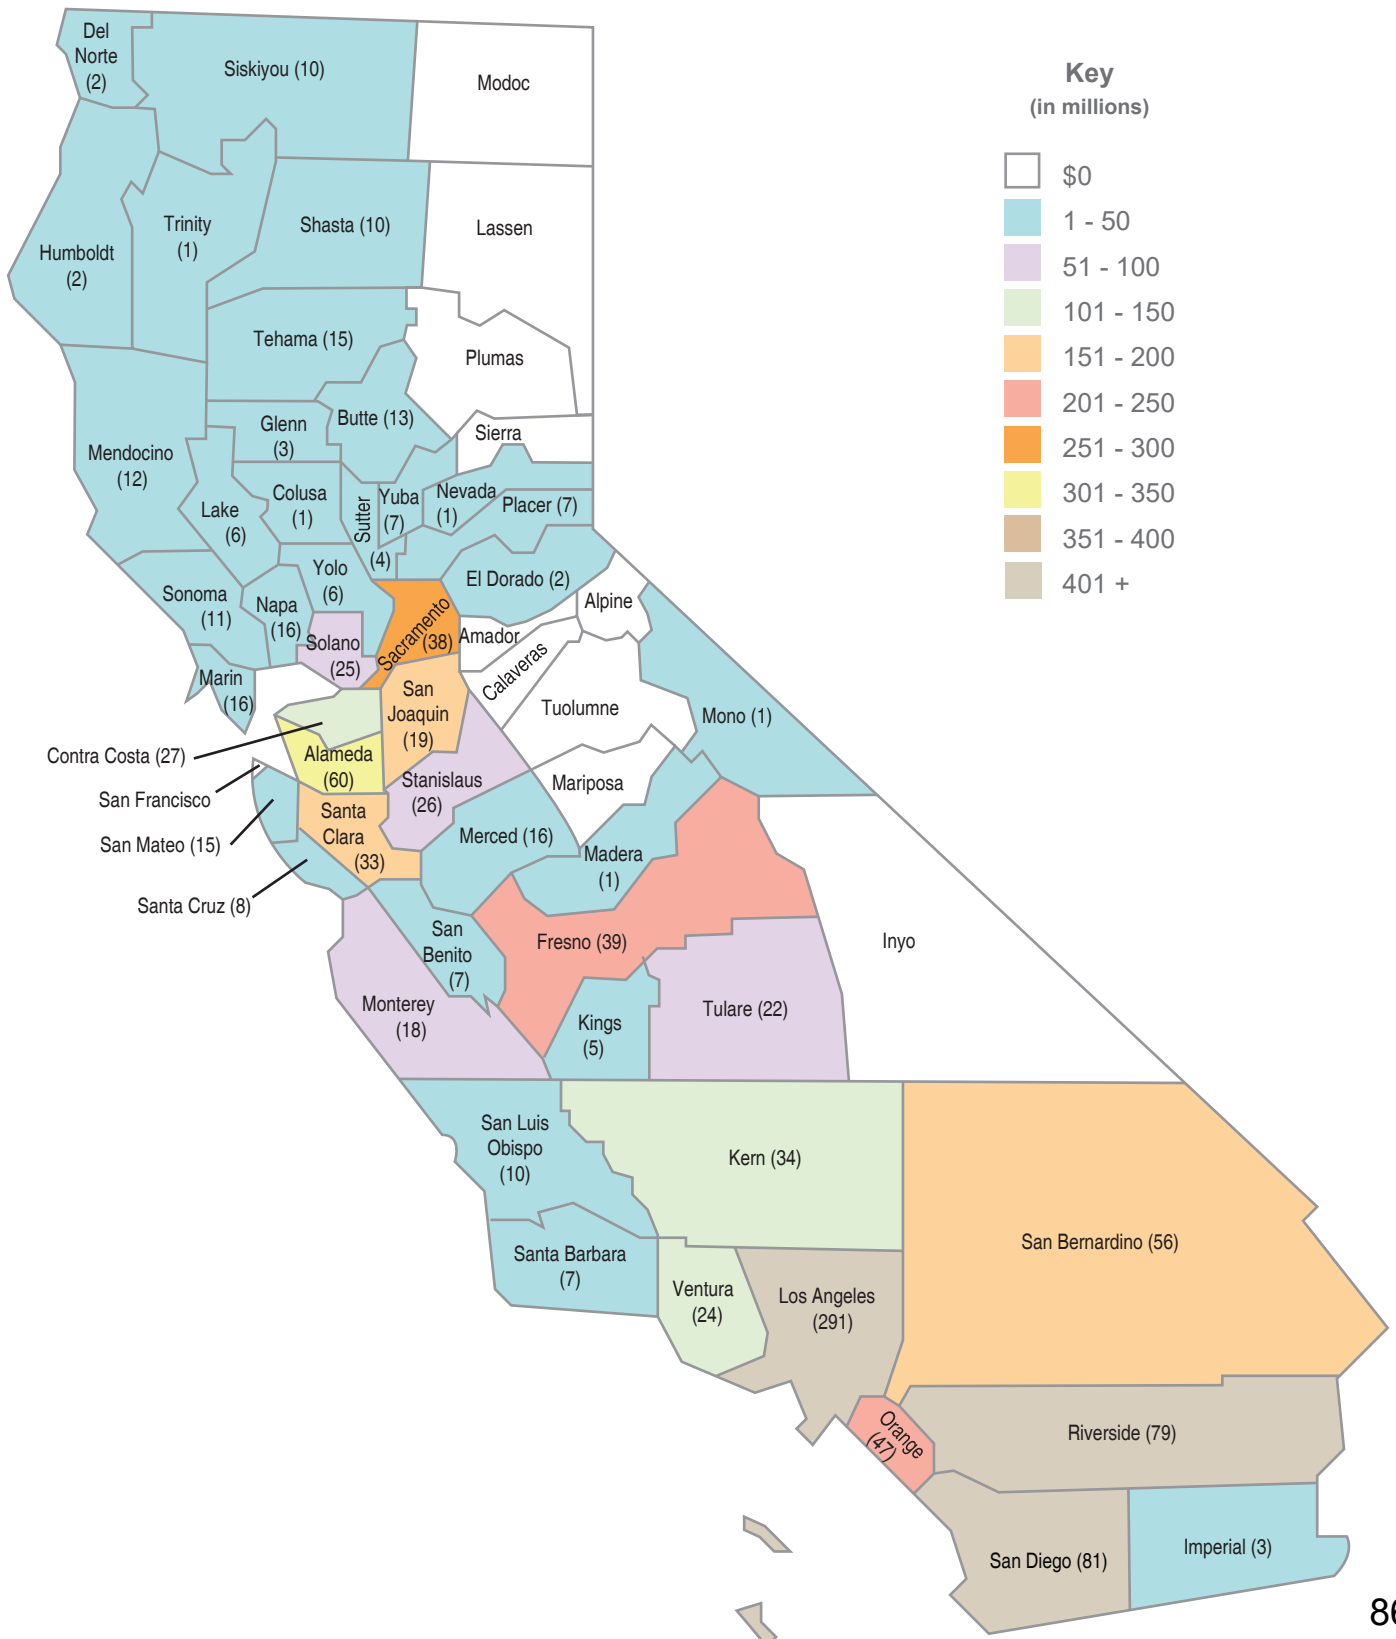 Del
Norte
(2)
Siskiyou (10)
Modoc
Key
(in millions)
$0
1 - 50
51 - 100
101 - 150
151 - 200
201 - 250
251 - 300
301 - 350
351 - 400
401 +
Humboldt
(2)
Trinity
(1)
Shasta (10)
Lassen
Tehama (15)
Plumas
Mendocino
(12)
Glenn
(3)
Butte (13)
Sierra
Lake
(6)
Colusa
(1)
Sutter
(4)
Yuba
(7)
Nevada
(1)
Placer (7)
Sonoma
(11)
Napa
(16)
Yolo
(6)
El Dorado (2)
Alpine
Solano
(25)
Sacramento
(38)
Amador
Calaveras
Marin
(16)
San
Joaquin
(19)
Tuolumne
Mono (1)
Contra Costa (27)
Alameda
(60)
Stanislaus
(26)
Mariposa
San Francisco
San Mateo (15)
Santa
Clara
(33)
Merced (16)
Madera
(1)
Santa Cruz (8)
San
Benito
(7)
Fresno (39)
Inyo
Monterey
(18)
Kings
(5)
Tulare (22)
San Luis
Obispo
(10)
Kern (34)
San Bernardino (56)
Santa Barbara
(7)
Ventura
(24)
Los Angeles
(291)
Orange
(47)
Riverside (79)
San Diego (81)
Imperial (3)